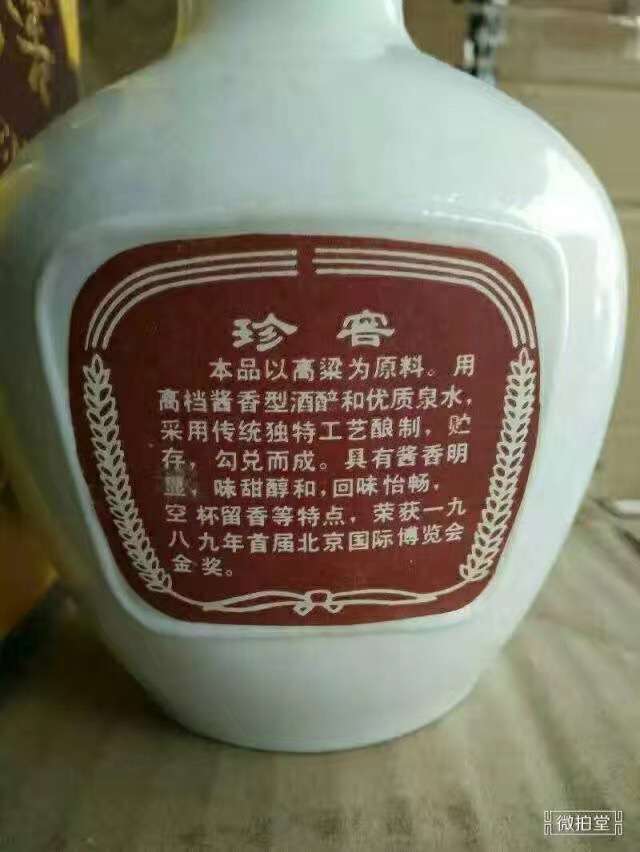 珍窖
本品以高粱为原料。用
高档酱香型酒醅和优质泉水,
采用传统独特工艺酿制,贮
存,勾兑而成。具有酱香明
显,味甜醇和,回味怡畅,
空杯留香等特点,荣获一九
八九年首届北京国际博览会
金奖。
微拍堂